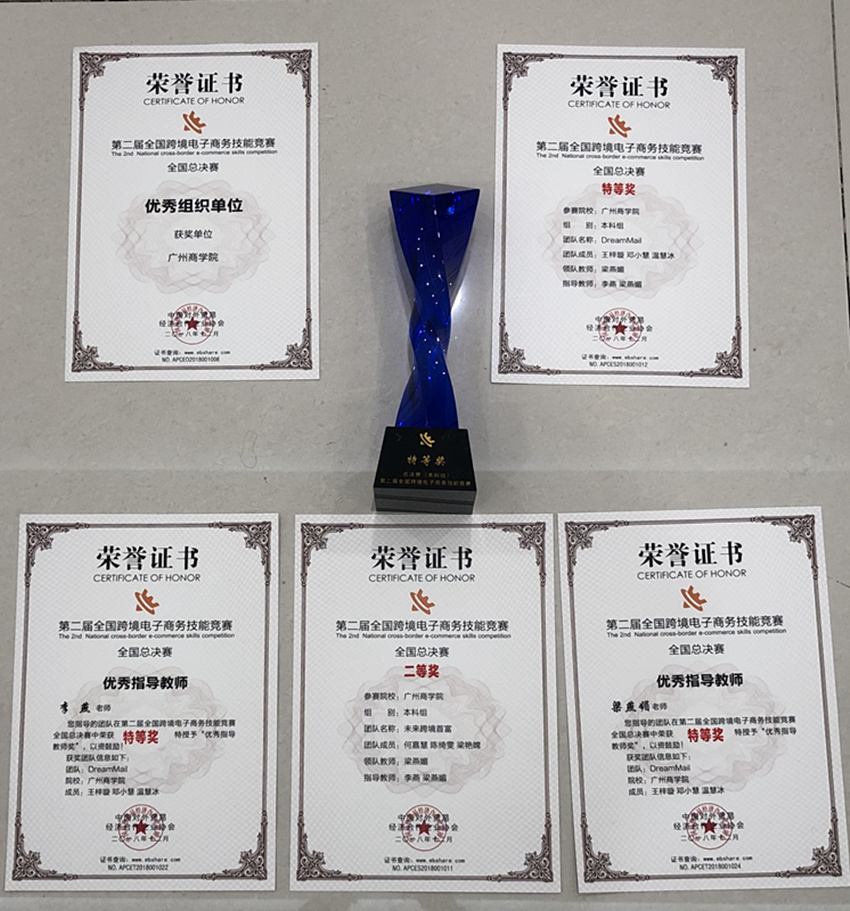 荣誉证书
CERTIFICATE OF HONOR
第二届全国跨境电子商务技能竞赛
The 2nd National cross-border e-commerce skills competition
全国总决赛
优秀组织单位
获奖单位
广州商学院
二〇一八年七二月
证书查询：www.ebshare.com
NO. APCEO2018001008
荣誉证书
CERTIFICATE OF HONOR
第二届全国跨境电子商务技能竞赛
The 2nd National cross-border e-commerce skills competition
全国总决赛
特等奖
参赛院校：广州商学院
组 别：本科组
团队名称：DreamMail
团队成员：王梓璇 邓小慧 温慧冰
领队教师：梁燕媚
指导教师：李燕 梁燕媚
证书查询：www.ebshare.com
NO. APCES2018001012
特等奖
总决赛（本科组）
第二届全国跨境电子商务技能竞赛
荣誉证书
CERTIFICATE OF HONOR
第二届全国跨境电子商务技能竞赛
The 2nd National cross-border e-commerce skills competition
全国总决赛
优秀指导教师
李燕 老师
您指导的团队在第二届全国跨境电子商务技能竞赛
全国总决赛中荣获 特等奖 特授予“优秀指导
教师奖”，以资鼓励！
获奖团队信息如下：
团队：DreamMail
院校：广州商学院
成员：王梓璇 邓小慧 温慧冰
证书查询：www.ebshare.com
NO. APCET2018001022
荣誉证书
CERTIFICATE OF HONOR
第二届全国跨境电子商务技能竞赛
The 2nd National cross-border e-commerce skills competition
全国总决赛
二等奖
参赛院校：广州商学院
组 别：本科组
团队名称：未来跨境首富
团队成员：何嘉慧 陈绮雯 梁艳嫦
领队教师：梁燕媚
指导教师：李燕 梁燕媚
证书查询：www.ebshare.com
NO. APCES2018001011
荣誉证书
CERTIFICATE OF HONOR
第二届全国跨境电子商务技能竞赛
The 2nd National cross-border e-commerce skills competition
全国总决赛
优秀指导教师
梁燕媚 老师
您指导的团队在第二届全国跨境电子商务技能竞赛
全国总决赛中荣获 特等奖 特授予“优秀指导
教师奖”，以资鼓励！
获奖团队信息如下：
团队：DreamMail
院校：广州商学院
成员：王梓璇 邓小慧 温慧冰
证书查询：www.ebshare.com
NO. APCET2018001024